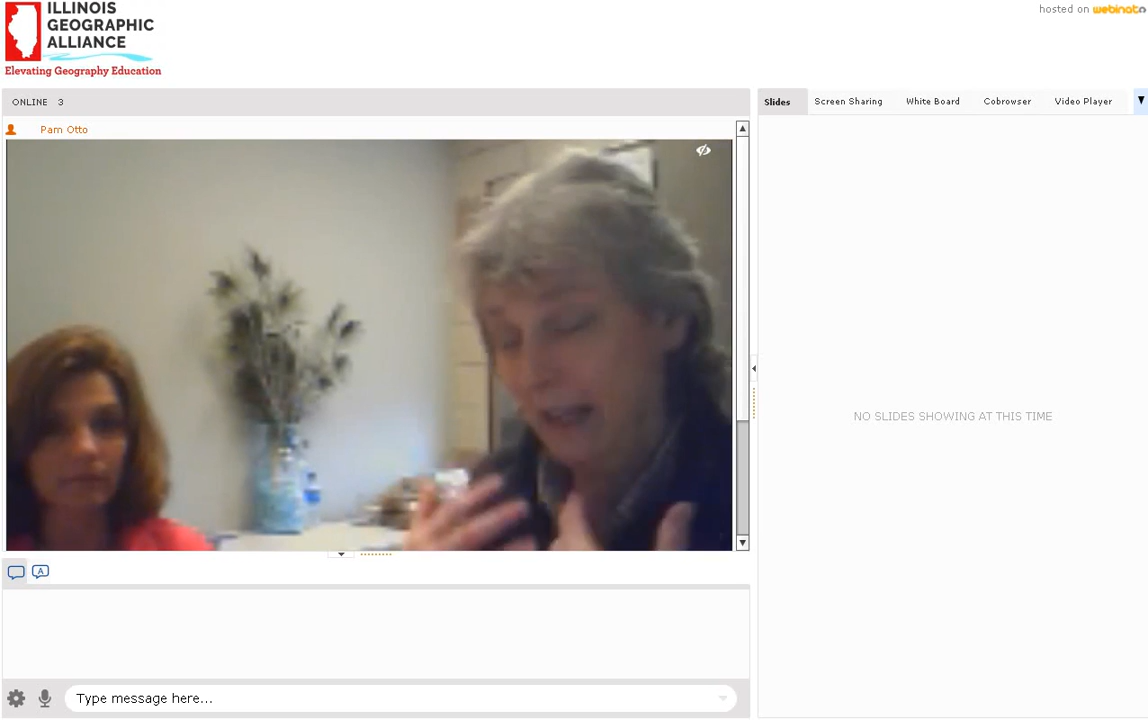 ILLINOIS
GEOGRAPHIC
ALLIANCE
Elevating Geography Education
hosted on webinato
ONLINE 3
Pam Otto
Slides Screen Sharing White Board Cobrowser Video Player
NO SLIDES SHOWING AT THIS TIME
A
Type message here...